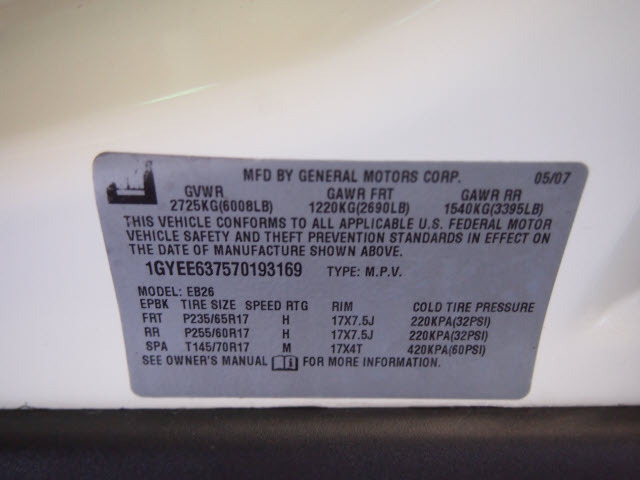 MFD BY GENERAL MOTORS CORP. 05/07
GVWR GAWR FRT GAWR RR
2725KG(6008LB) 1220KG(2690LB) 1540KG(3395LB)
THIS VEHICLE CONFORMS TO ALL APPLICABLE U.S. FEDERAL MOTOR
VEHICLE SAFETY AND THEFT PREVENTION STANDARDS IN EFFECT ON
THE DATE OF MANUFACTURE SHOWN ABOVE.
1GYEE637570193169 TYPE: M.P.V.
MODEL: EB26
EPBK TIRE SIZE SPEED RTG RIM COLD TIRE PRESSURE
FRT P235/65R17 H 17X7.5J 220KPA(32PSI)
RR P255/60R17 H 17X7.5J 220KPA(32PSI)
SPA T145/70R17 M 17X4T 420KPA(60PSI)
SEE OWNER'S MANUAL FOR MORE INFORMATION.